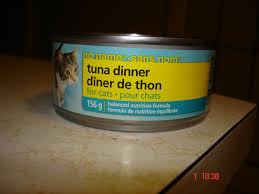 no name • sans nom
tuna dinner
dîner de thon
for cats • pour chats
156 g
balanced nutrition formula
formule de nutrition équilibrée
1 18:38